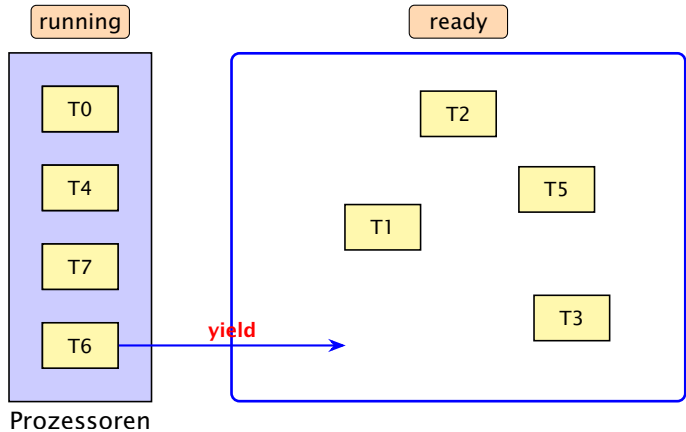 running
ready
T0
T4
T7
T6
yield
T2
T5
T1
T3
Prozessoren